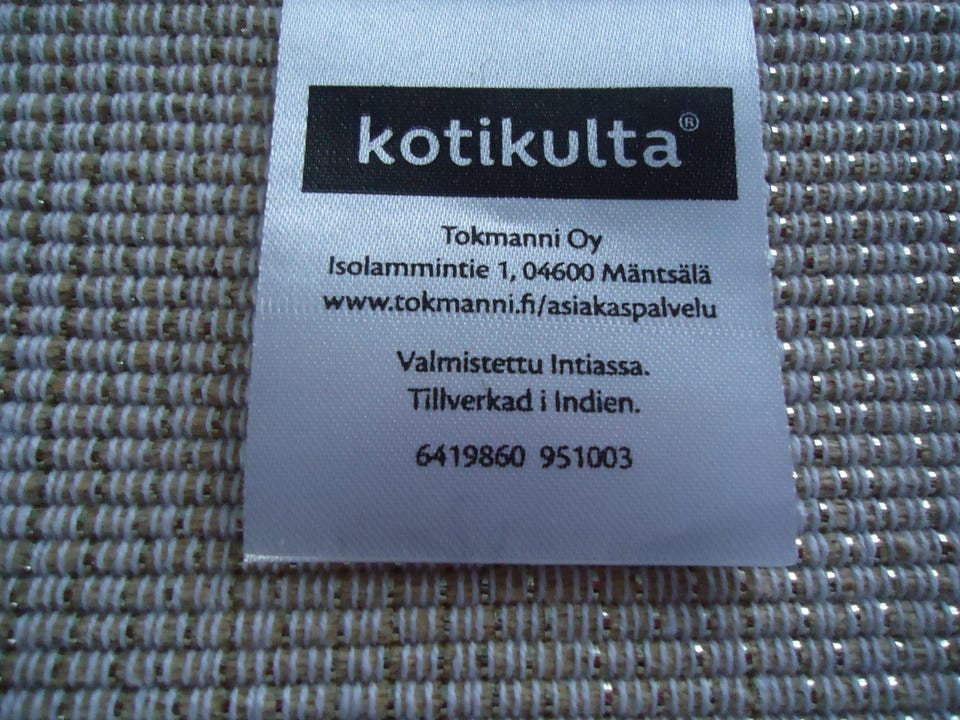 kotikulta®
Tokmanni Oy
Isolammintie 1, 04600 Mäntsälä
www.tokmanni.fi/asiakaspalvelu
Valmistettu Intiassa.
Tillverkad i Indien.
6419860 951003